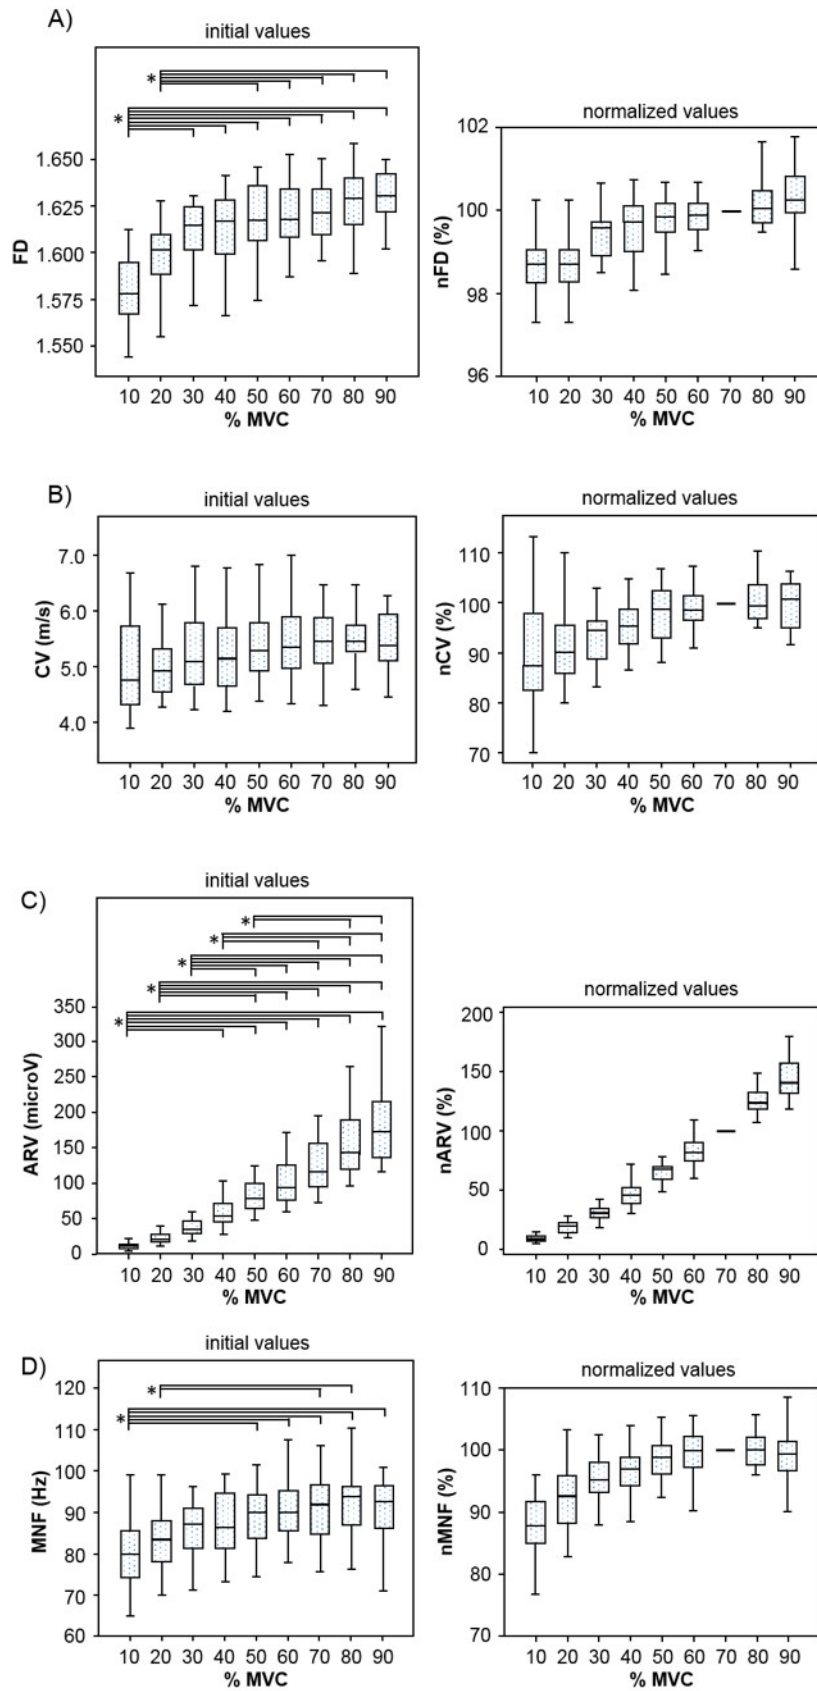 A)
initial values
*
*
1.650
1.625
1.600
1.575
1.550
FD
10 20 30 40 50 60 70 80 90
% MVC
normalized values
102
100
98
96
nFD (%)
10 20 30 40 50 60 70 80 90
% MVC
B)
initial values
7.0
6.0
5.0
4.0
CV (m/s)
10 20 30 40 50 60 70 80 90
% MVC
normalized values
110
100
90
80
70
nCV (%)
10 20 30 40 50 60 70 80 90
% MVC
C)
initial values
*
*
*
*
*
350
300
250
200
150
100
50
0
ARV (microV)
10 20 30 40 50 60 70 80 90
% MVC
normalized values
200
150
100
50
0
nARV (%)
10 20 30 40 50 60 70 80 90
% MVC
D)
initial values
*
*
120
110
100
90
80
70
60
MNF (Hz)
10 20 30 40 50 60 70 80 90
% MVC
normalized values
110
100
90
80
70
nMNF (%)
10 20 30 40 50 60 70 80 90
% MVC